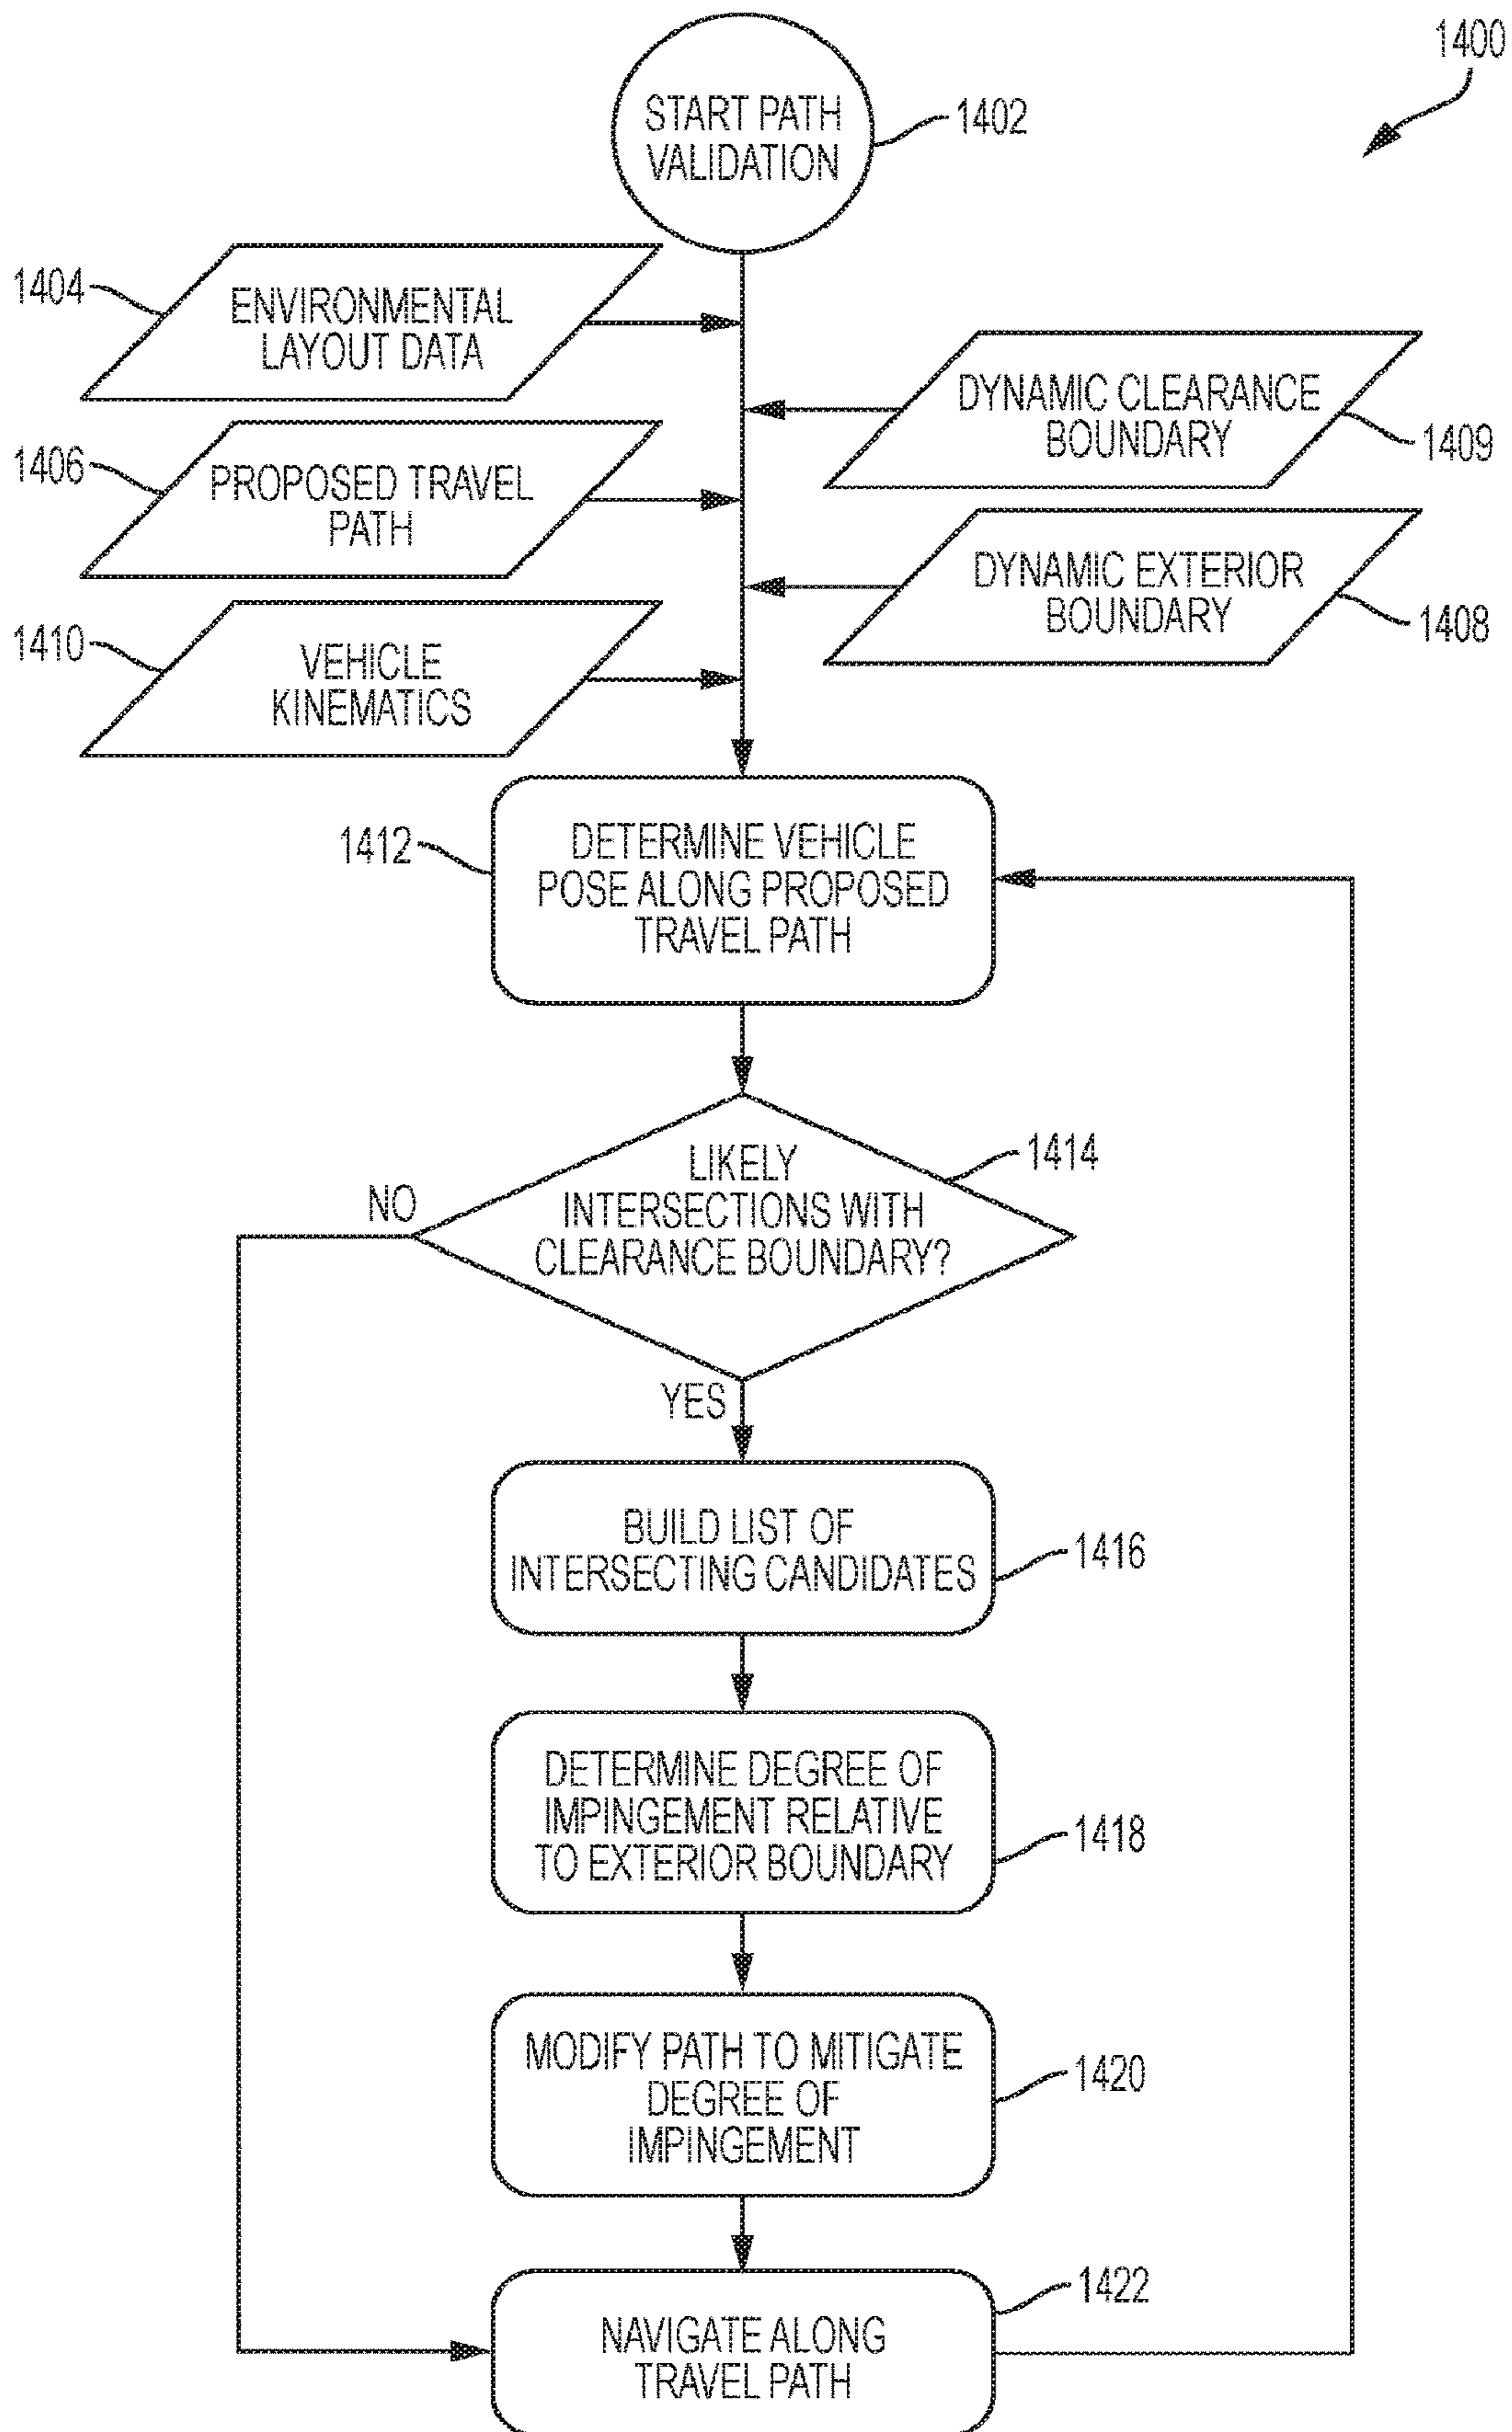 1400
START PATH
VALIDATION
1402
1404
ENVIRONMENTAL
LAYOUT DATA
DYNAMIC CLEARANCE
BOUNDARY
1409
1406
PROPOSED TRAVEL
PATH
DYNAMIC EXTERIOR
BOUNDARY
1408
1410
VEHICLE
KINEMATICS
1412
DETERMINE VEHICLE
POSE ALONG PROPOSED
TRAVEL PATH
LIKELY
INTERSECTIONS WITH
CLEARANCE BOUNDARY?
1414
NO
YES
BUILD LIST OF
INTERSECTING CANDIDATES
1416
DETERMINE DEGREE OF
IMPINGEMENT RELATIVE
TO EXTERIOR BOUNDARY
1418
MODIFY PATH TO MITIGATE
DEGREE OF
IMPINGEMENT
1420
1422
NAVIGATE ALONG
TRAVEL PATH